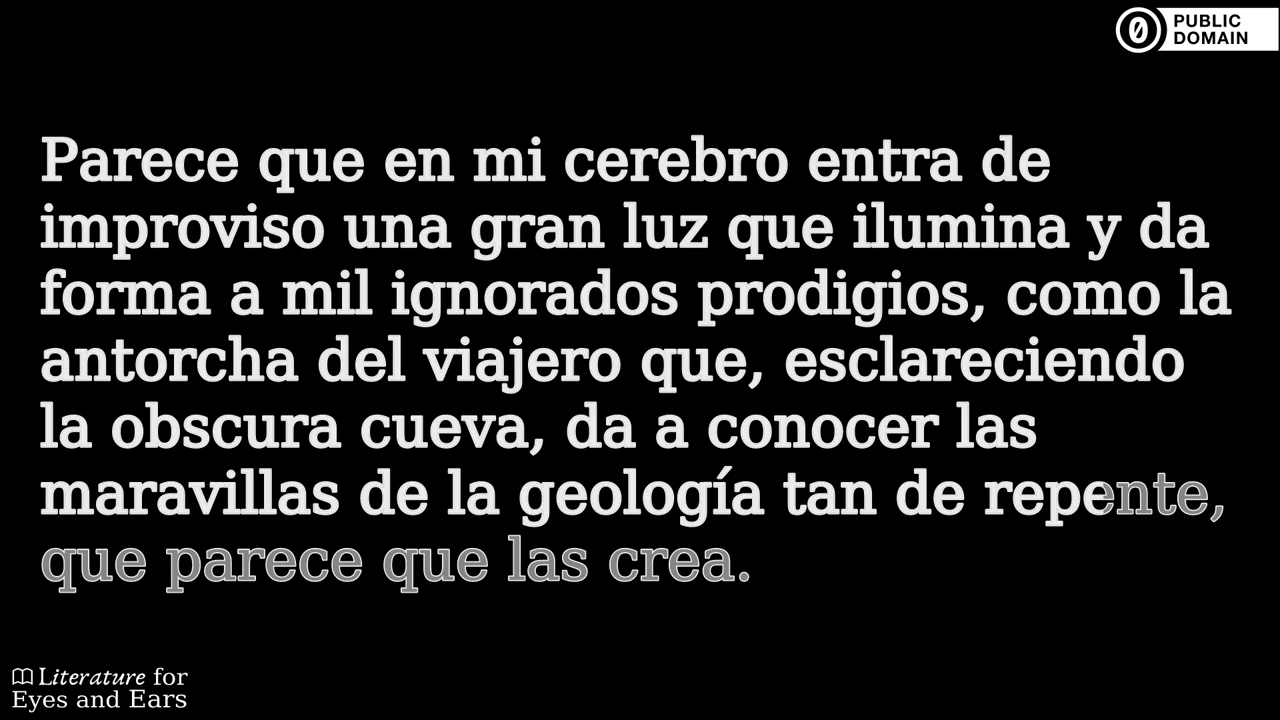 PUBLIC
DOMAIN
Parece que en mi cerebro entra de
improviso una gran luz que ilumina y da
forma a mil ignorados prodigios, como la
antorcha del viajero que, esclareciendo
la obscura cueva, da a conocer las
maravillas de la geología tan de repente,
que parece que las crea.
Literature for
Eyes and Ears